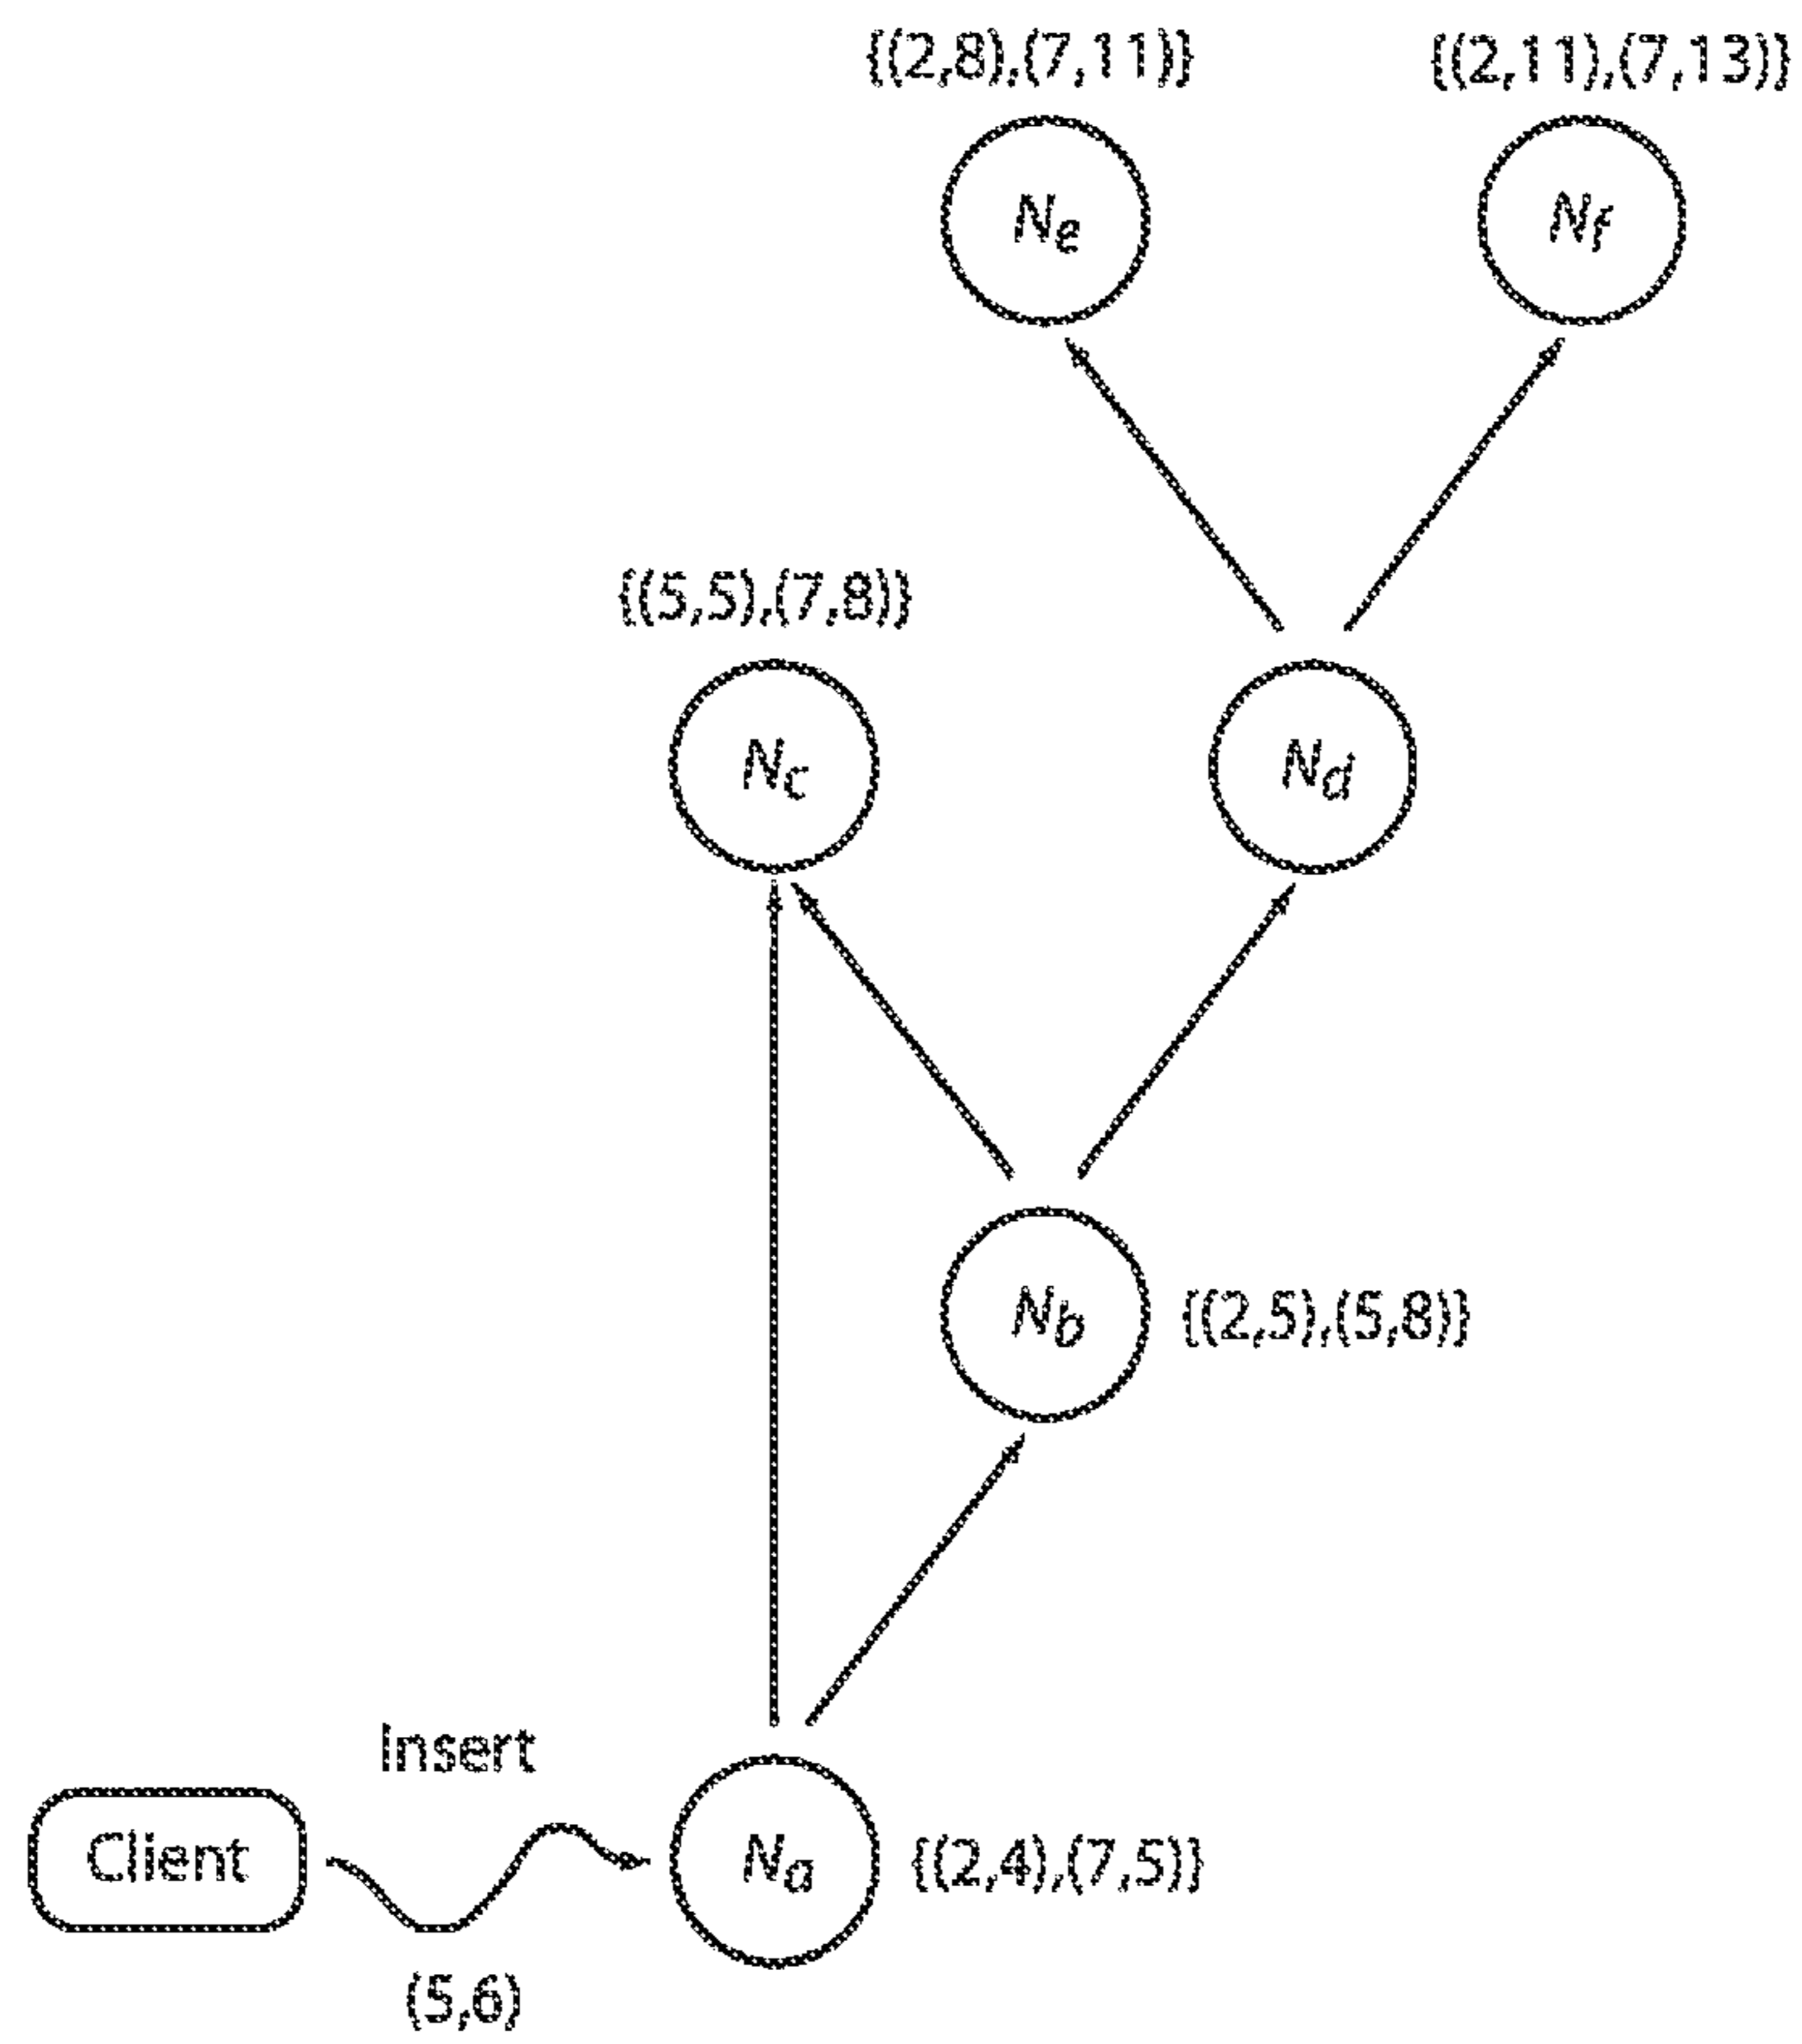 {(2,8),(7,11)} {(2,11),(7,13)}
Ne Nf
{(5,5),(7,8)}
Nc Nd
Nb {(2,5),(5,8)}
Insert
Client Na {(2,4),(7,5)}
(5,6)